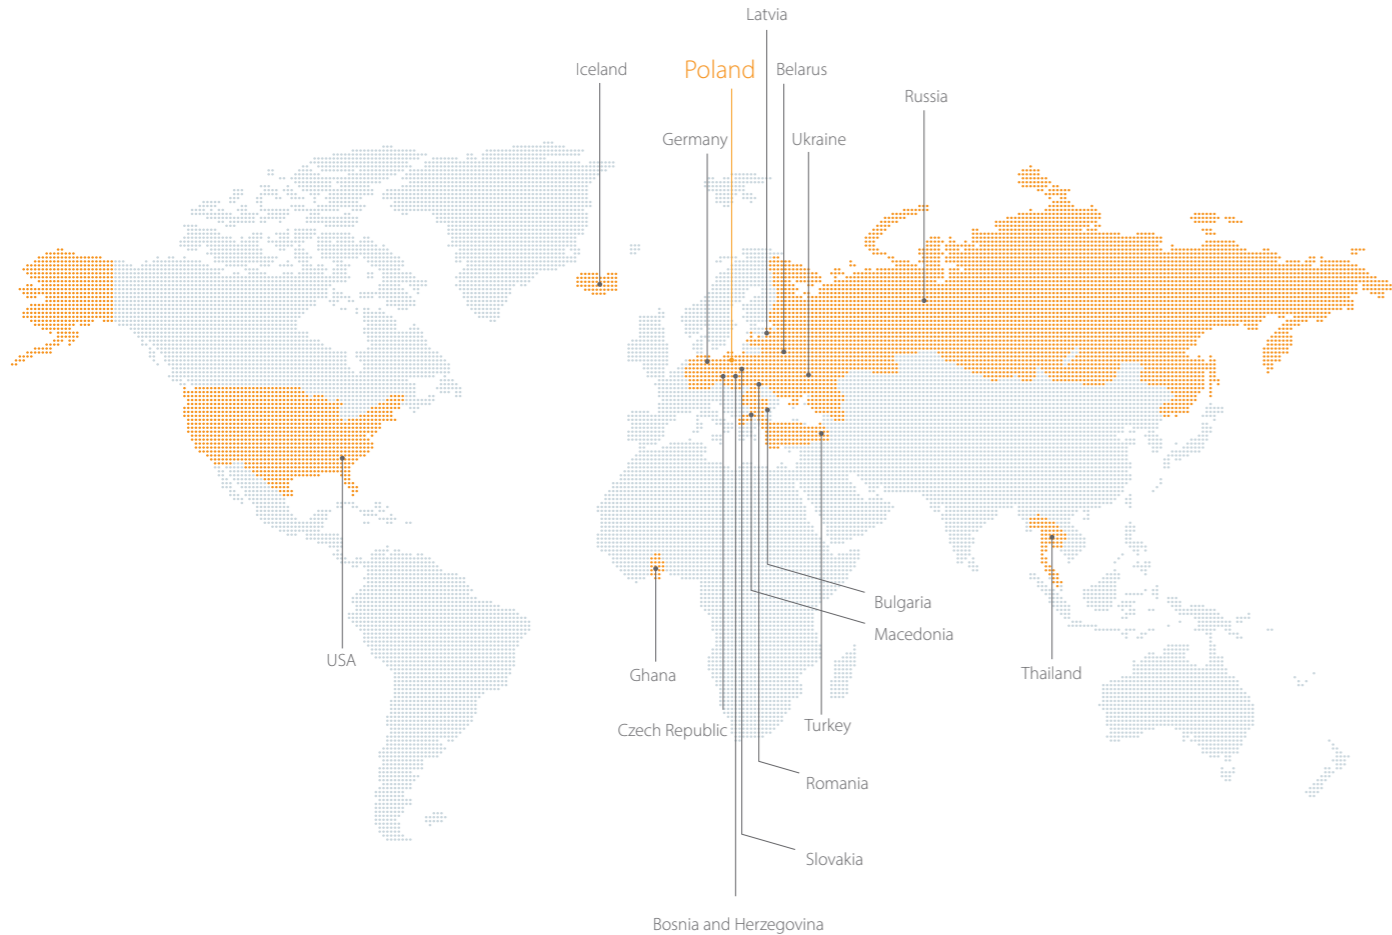 Latvia
Iceland
Poland
Belarus
Russia
Germany
Ukraine
Bulgaria
Macedonia
USA
Ghana
Thailand
Czech Republic
Turkey
Romania
Slovakia
Bosnia and Herzegovina